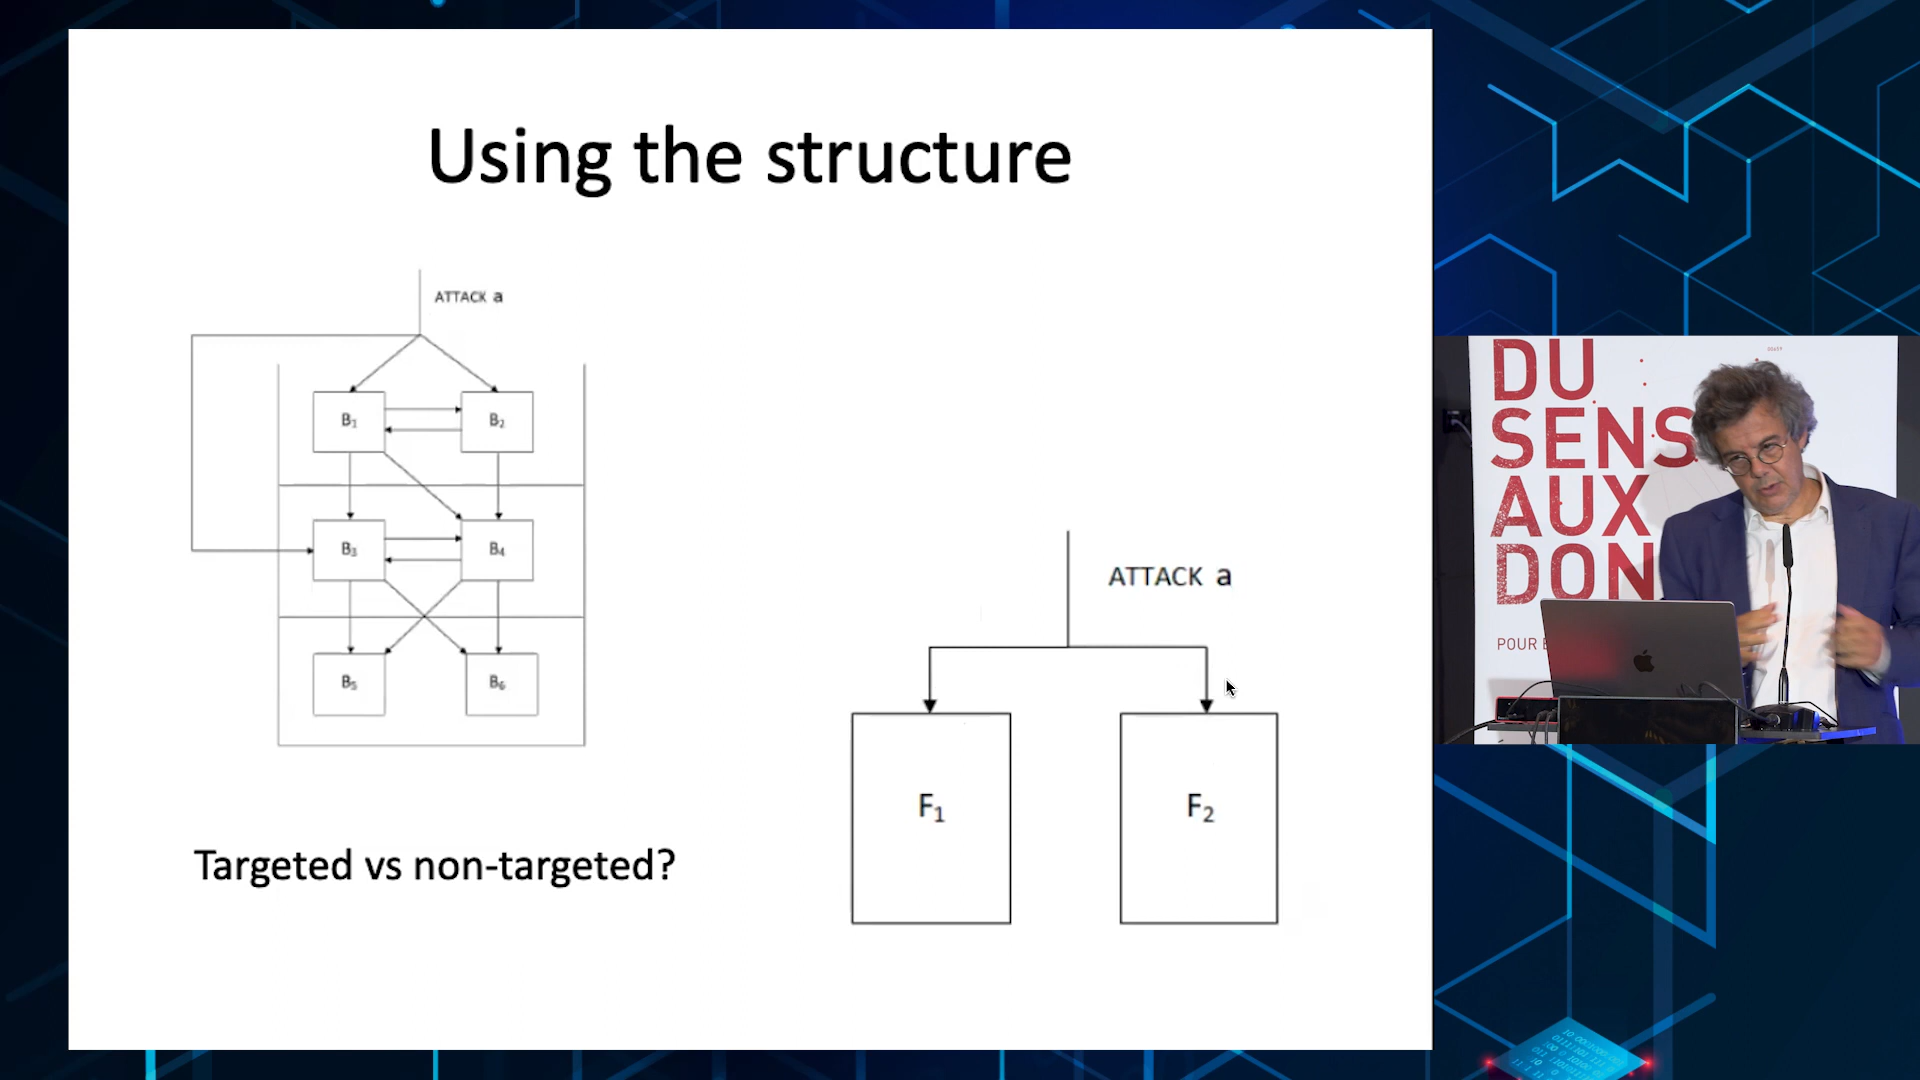 Using the structure
ATTACK a
B₁
B₂
B₃
B₄
B₅
B₆
Targeted vs non-targeted?
ATTACK a
F₁
F₂
DU
SENS
AUX
DON
POUR